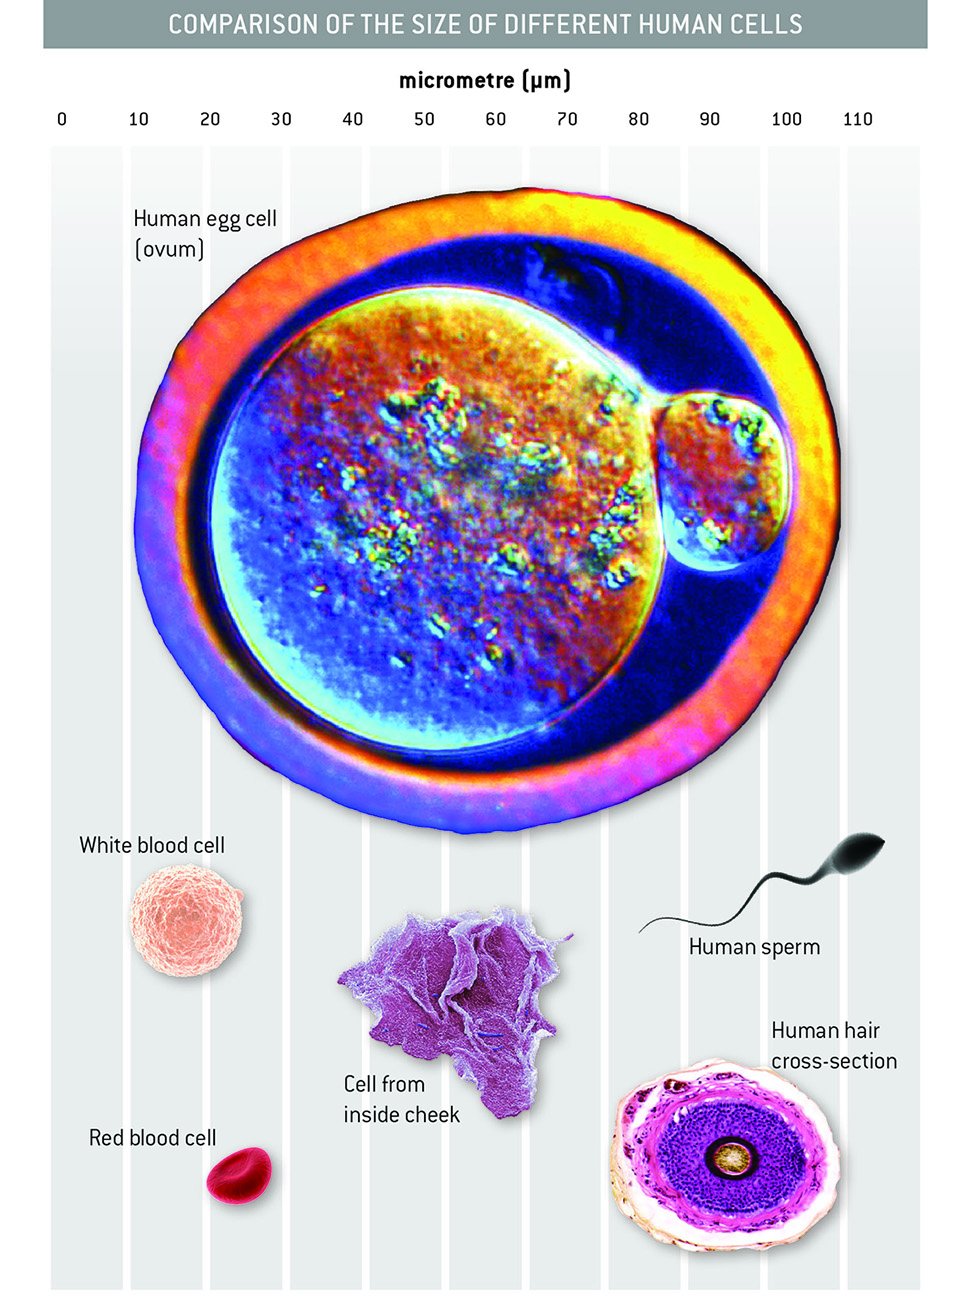 COMPARISON OF THE SIZE OF DIFFERENT HUMAN CELLS
micrometre (µm)
0 10 20 30 40 50 60 70 80 90 100 110
Human egg cell
(ovum)
White blood cell
Human sperm
Human hair
cross-section
Cell from
inside cheek
Red blood cell